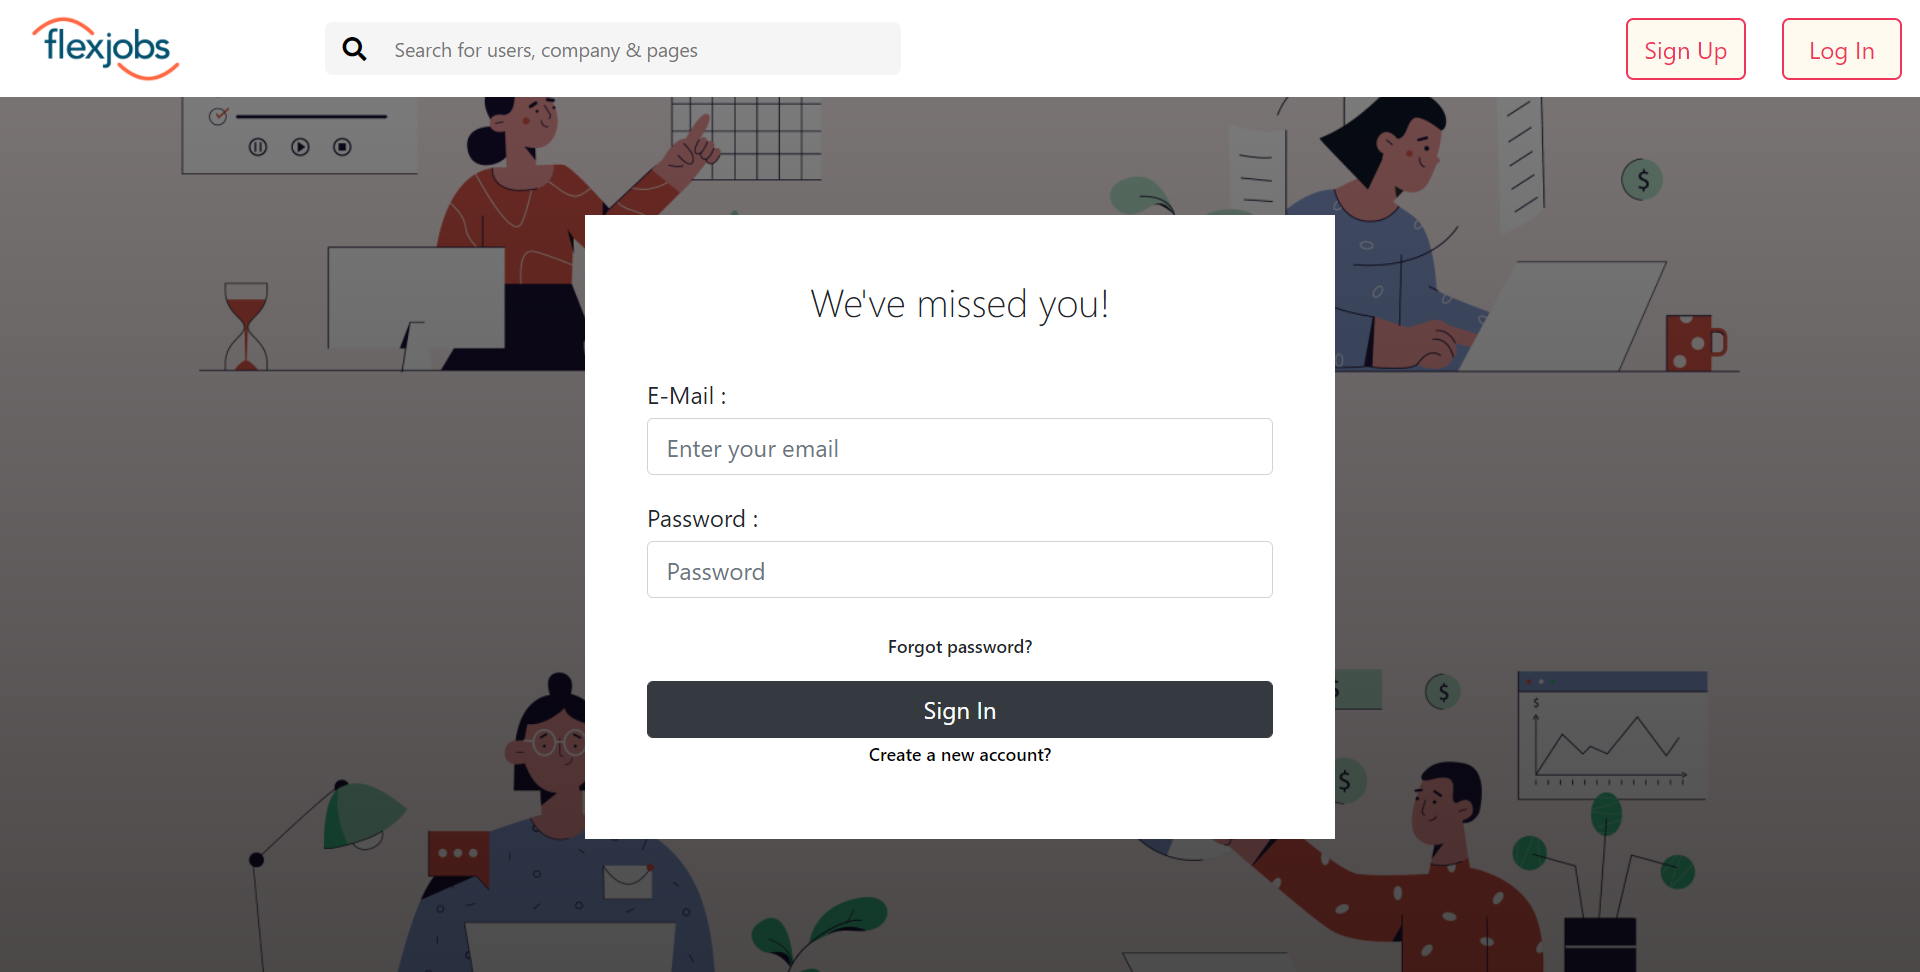 flexjobs
Search for users, company & pages
Sign Up
Log In
$
We've missed you!
E-Mail :
Enter your email
Password :
Password
Forgot password?
Sign In
Create a new account?
$
$
$
$